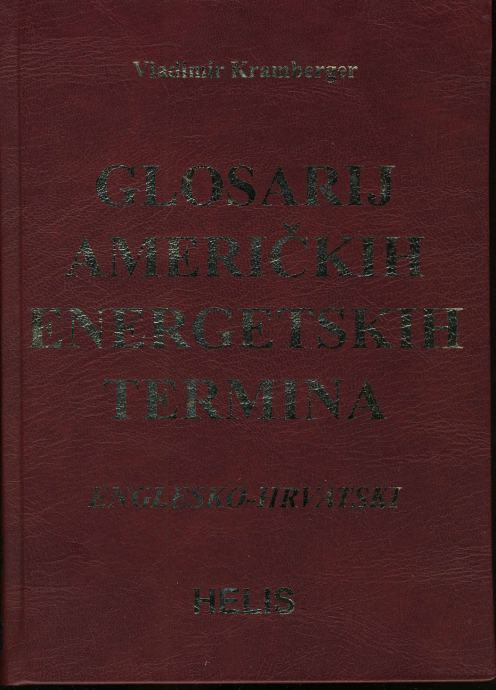 Vladimir Kramberger
GLOSARIJ
AMERIČKIH
ENERGETSKIH
TERMINA
ENGLESKO-HRVATSKI
HELIS